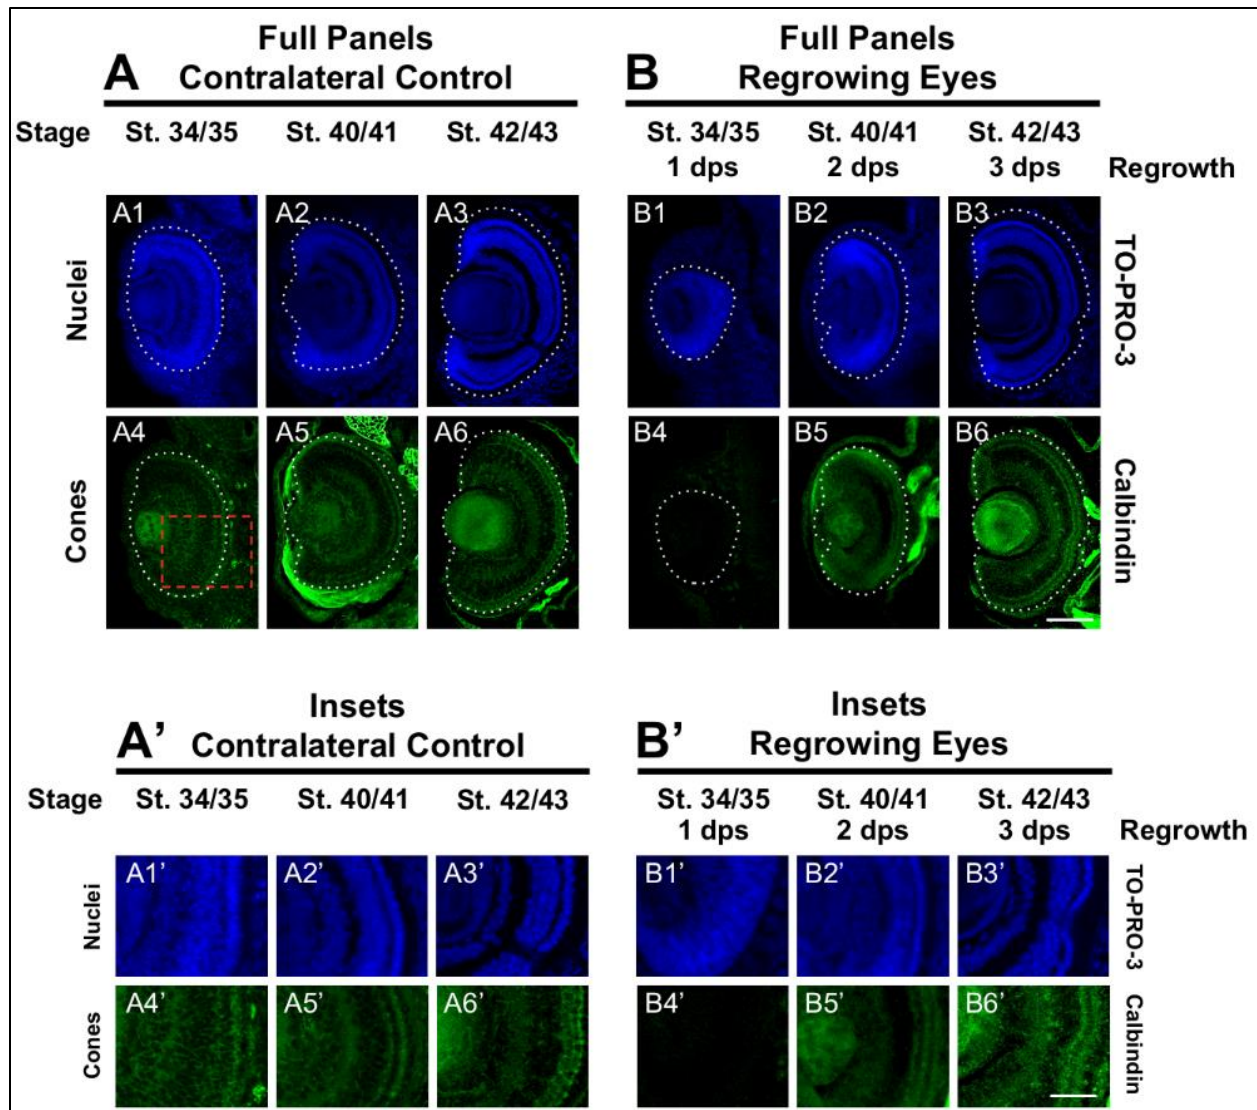 A
Full Panels
Contralateral Control
B
Full Panels
Regrowing Eyes
Stage St. 34/35 St. 40/41 St. 42/43
St. 34/35 St. 40/41 St. 42/43
1 dps 2 dps 3 dps Regrowth
Nuclei
A1 A2 A3
B1 B2 B3
TO-PRO-3
Cones
A4 A5 A6
B4 B5 B6
Calbindin
A’
Insets
Contralateral Control
B’
Insets
Regrowing Eyes
Stage St. 34/35 St. 40/41 St. 42/43
St. 34/35 St. 40/41 St. 42/43
1 dps 2 dps 3 dps Regrowth
Nuclei
A1’ A2’ A3’
B1’ B2’ B3’
TO-PRO-3
Cones
A4’ A5’ A6’
B4’ B5’ B6’
Calbindin